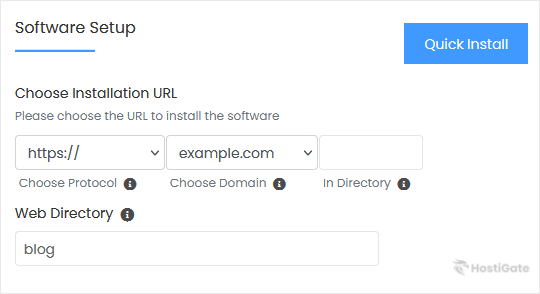 Software Setup
Quick Install
Choose Installation URL
Please choose the URL to install the software
https:// example.com
Choose Protocol Choose Domain In Directory
Web Directory
blog
HostiGate